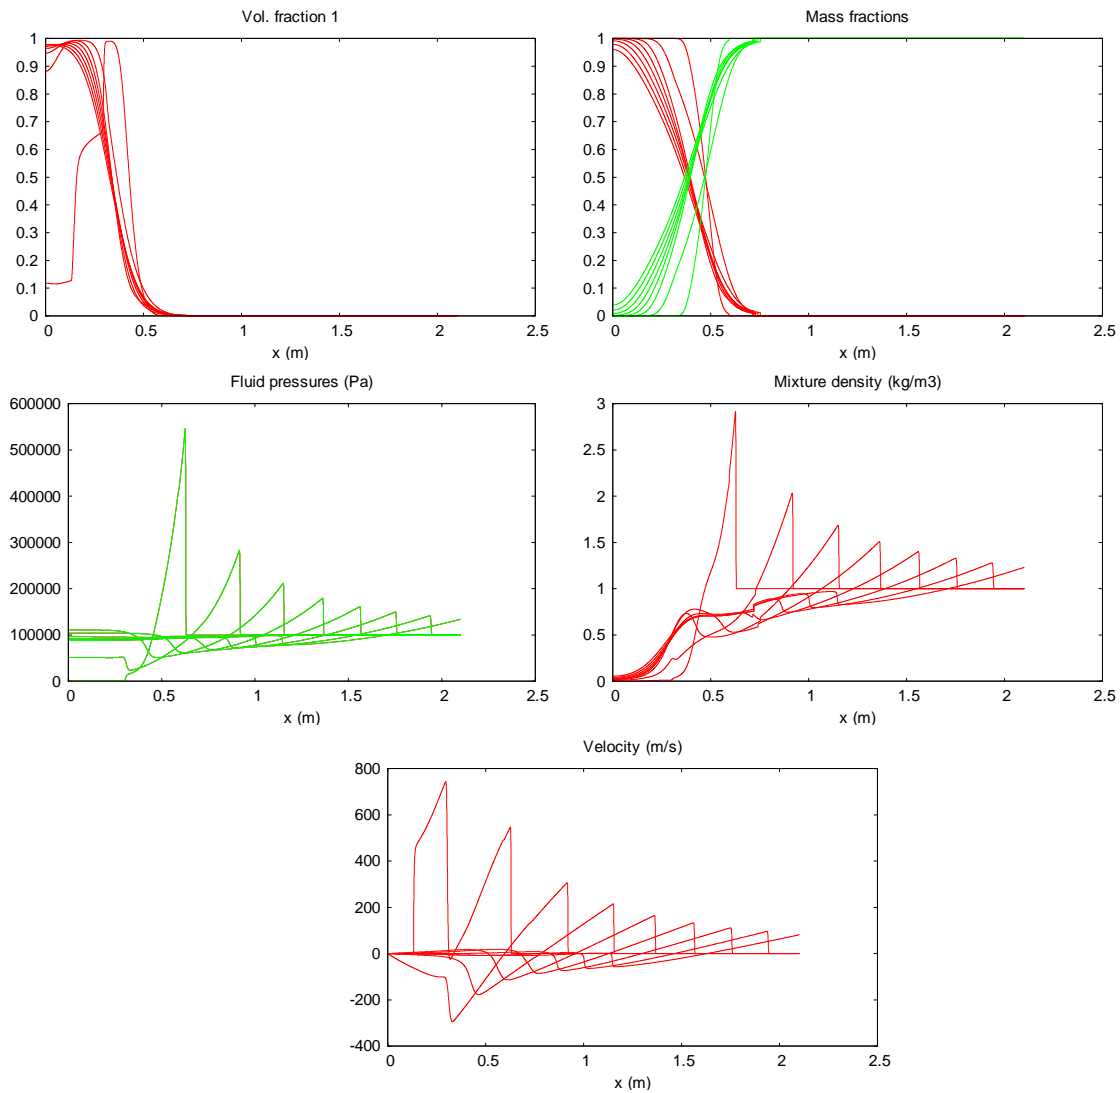 Vol. fraction 1
1
0.9
0.8
0.7
0.6
0.5
0.4
0.3
0.2
0.1
0
0 0.5 1 1.5 2 2.5
x (m)
Mass fractions
1
0.9
0.8
0.7
0.6
0.5
0.4
0.3
0.2
0.1
0
0 0.5 1 1.5 2 2.5
x (m)
Fluid pressures (Pa)
600000
500000
400000
300000
200000
100000
0
0 0.5 1 1.5 2 2.5
x (m)
Mixture density (kg/m3)
3
2.5
2
1.5
1
0.5
0
0 0.5 1 1.5 2 2.5
x (m)
Velocity (m/s)
800
600
400
200
0
-200
-400
0 0.5 1 1.5 2 2.5
x (m)